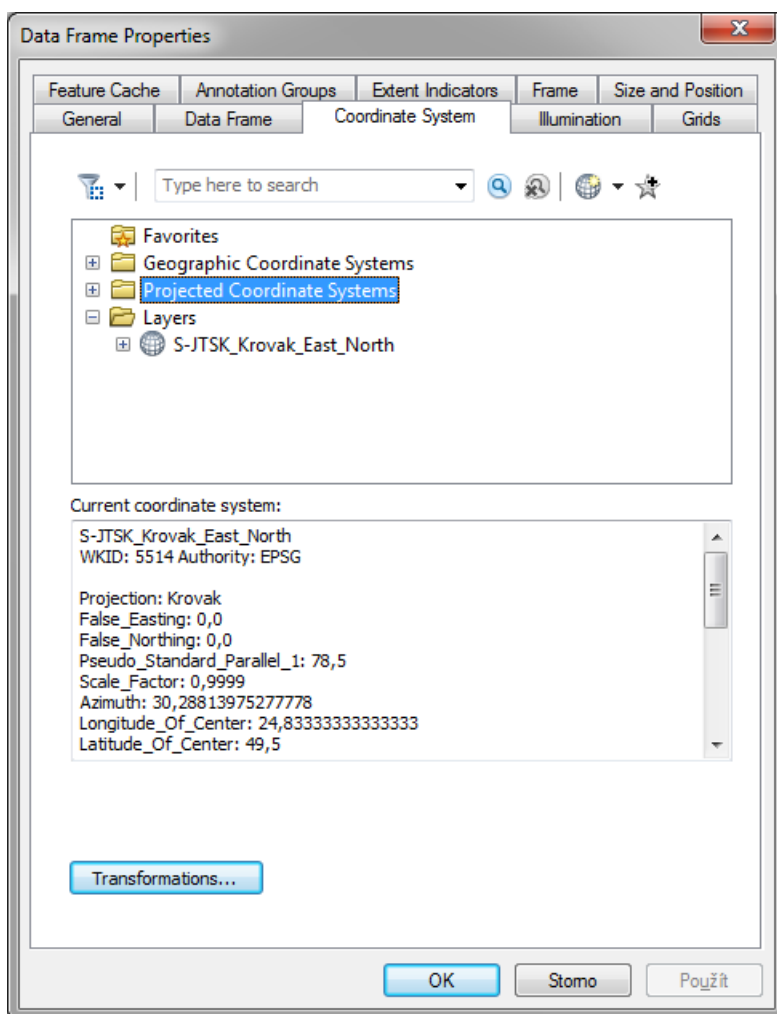 Data Frame Properties
Feature Cache Annotation Groups Extent Indicators Frame Size and Position
General Data Frame Coordinate System Illumination Grids
Type here to search
Favorites
Geographic Coordinate Systems
Projected Coordinate Systems
Layers
S-JTSK_Krovak_East_North
Current coordinate system:
S-JTSK_Krovak_East_North
WKID: 5514 Authority: EPSG
Projection: Krovak
False_Easting: 0,0
False_Northing: 0,0
Pseudo_Standard_Parallel_1: 78,5
Scale_Factor: 0,9999
Azimuth: 30,28813975277778
Longitude_Of_Center: 24,83333333333333
Latitude_Of_Center: 49,5
Transformations...
OK Storno Použít